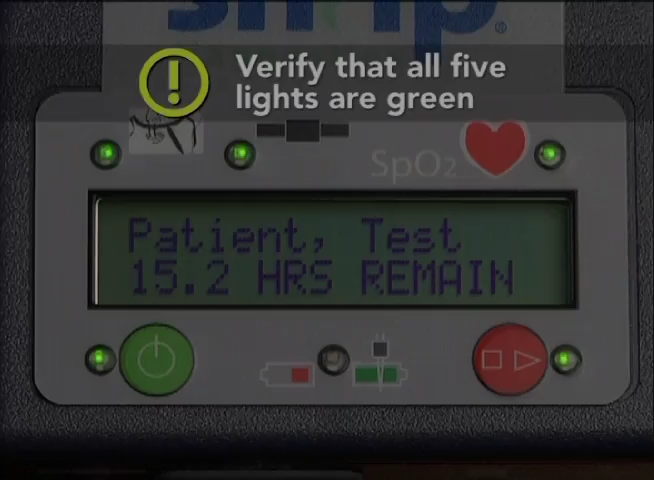 Verify that all five
lights are green
SpO2
Patient, Test
15.2 HRS REMAIN